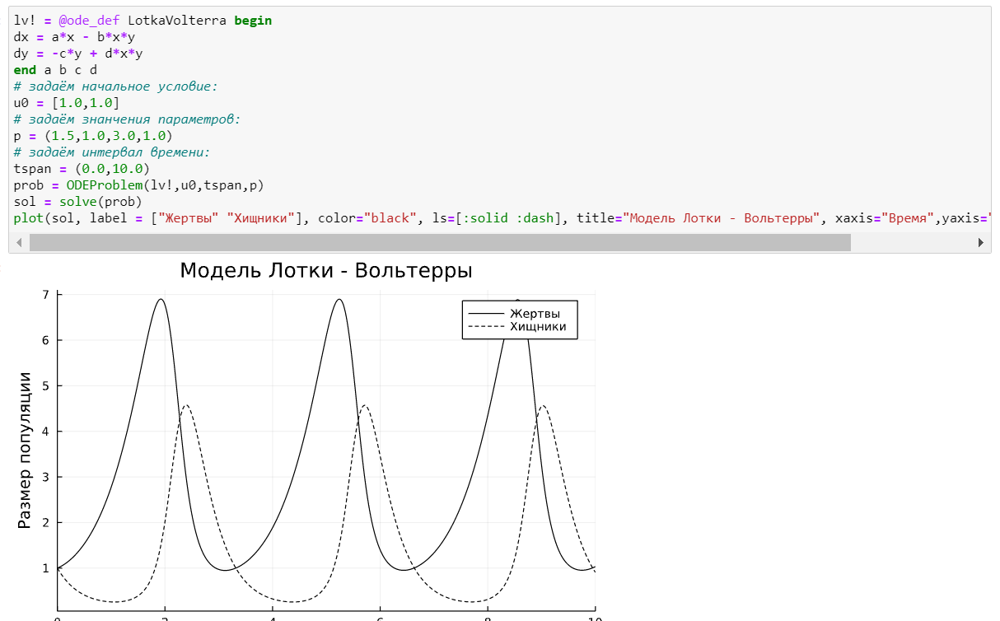 lv! = @ode_def LotkaVolterra begin
dx = a*x - b*x*y
dy = -c*y + d*x*y
end a b c d
# задаём начальное условие:
u0 = [1.0,1.0]
# задаём знанчения параметров:
p = (1.5,1.0,3.0,1.0)
# задаём интервал времени:
tspan = (0.0,10.0)
prob = ODEProblem(lv!,u0,tspan,p)
sol = solve(prob)
plot(sol, label = ["Жертвы" "Хищники"], color="black", ls=[:solid :dash], title="Модель Лотки - Вольтерры", xaxis="Время",yaxis="
Модель Лотки - Вольтерры
Жертвы
Хищники
Размер популяции
7
6
5
4
3
2
1
0 2 4 6 8 10